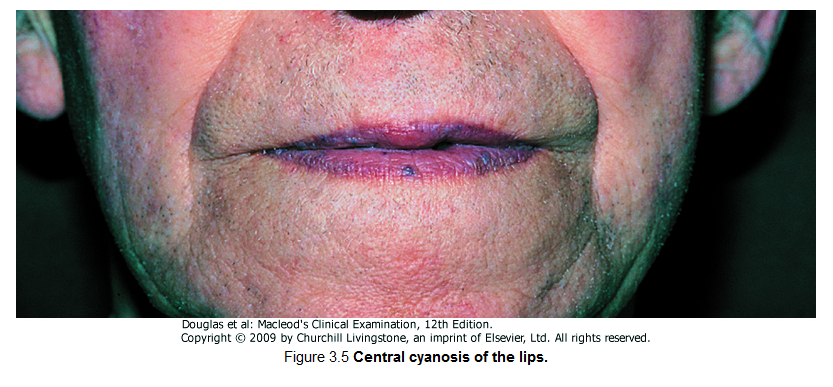 Douglas et al: Macleod's Clinical Examination, 12th Edition.
Copyright © 2009 by Churchill Livingstone, an imprint of Elsevier, Ltd. All rights reserved.
Figure 3.5 Central cyanosis of the lips.